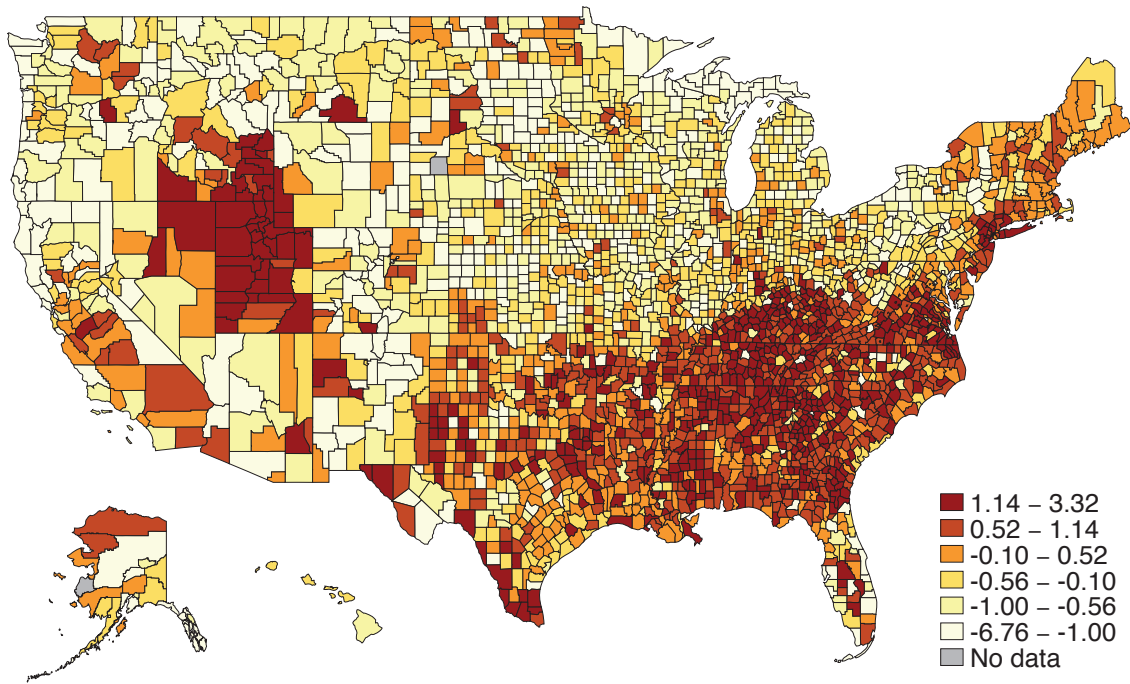 1.14 – 3.32
0.52 – 1.14
-0.10 – 0.52
-0.56 – -0.10
-1.00 – -0.56
-6.76 – -1.00
No data